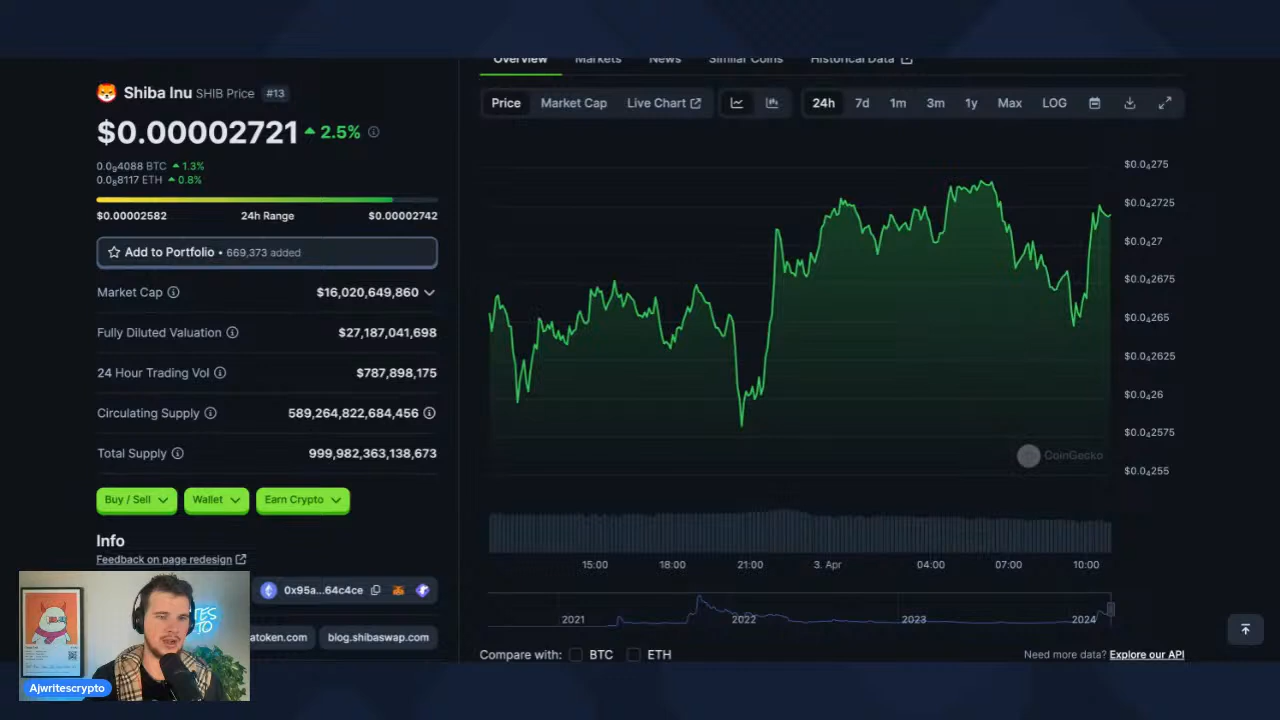 Overview Markets News Similar Coins Historical Data
Shiba Inu SHIB Price #13
$0.00002721 2.5%
0.0₉4088 BTC 1.3%
0.0₈8117 ETH 0.8%
$0.00002582 24h Range $0.00002742
Add to Portfolio • 669,373 added
Market Cap $16,020,649,860
Fully Diluted Valuation $27,187,041,698
24 Hour Trading Vol $787,898,175
Circulating Supply 589,264,822,684,456
Total Supply 999,982,363,138,673
Buy / Sell Wallet Earn Crypto
Info
Feedback on page redesign
0x95a...64c4ce
atoken.com blog.shibaswap.com
Ajwritescrypto
Price Market Cap Live Chart 24h 7d 1m 3m 1y Max LOG
$0.0₄275
$0.0₄2725
$0.0₄27
$0.0₄2675
$0.0₄265
$0.0₄2625
$0.0₄26
$0.0₄2575
$0.0₄255
CoinGecko
15:00 18:00 21:00 3. Apr 04:00 07:00 10:00
2021 2022 2023 2024
Compare with: BTC ETH
Need more data? Explore our API